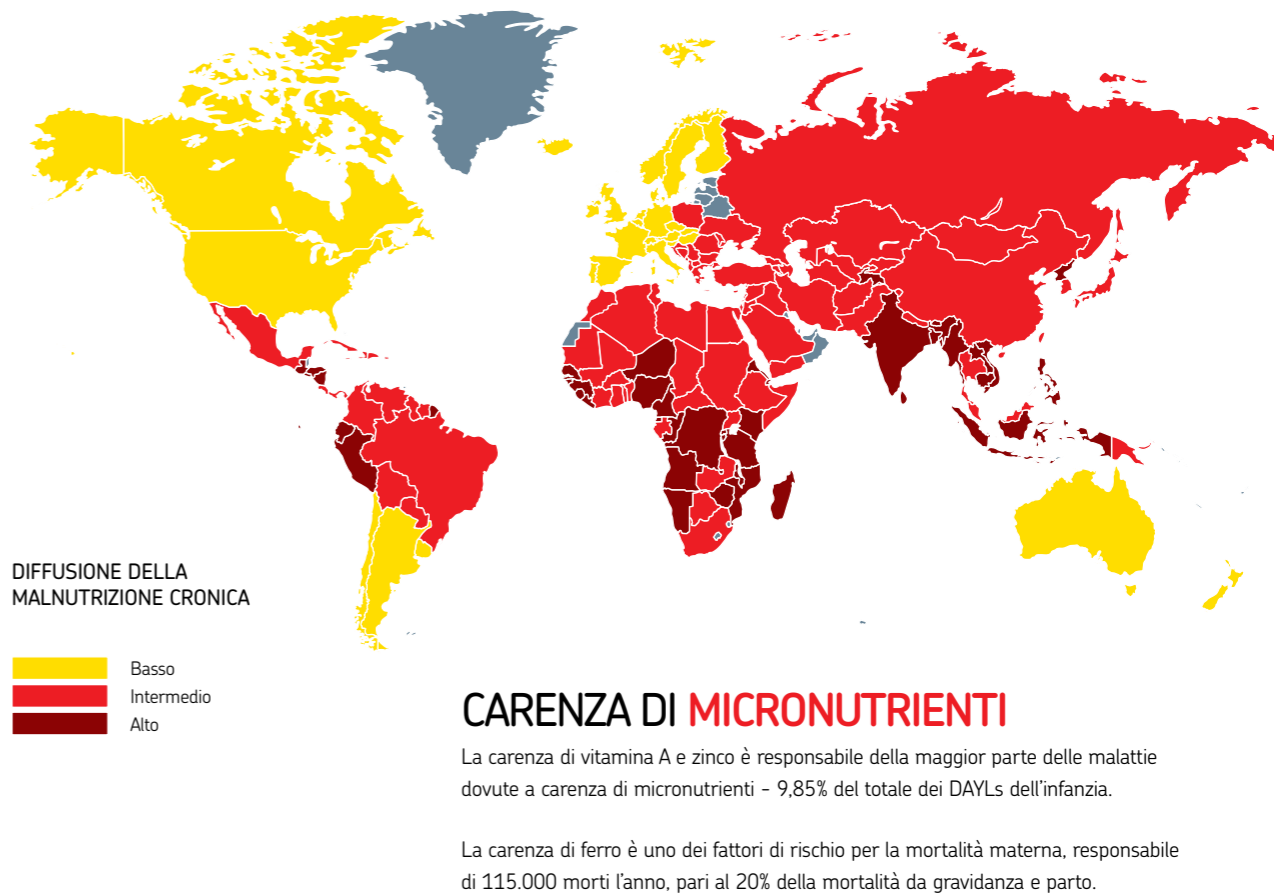 DIFFUSIONE DELLA
MALNUTRIZIONE CRONICA
Basso
Intermedio
Alto
CARENZA DI MICRONUTRIENTI
La carenza di vitamina A e zinco è responsabile della maggior parte delle malattie
dovute a carenza di micronutrienti - 9,85% del totale dei DAYLs dell'infanzia.
La carenza di ferro è uno dei fattori di rischio per la mortalità materna, responsabile
di 115.000 morti l'anno, pari al 20% della mortalità da gravidanza e parto.